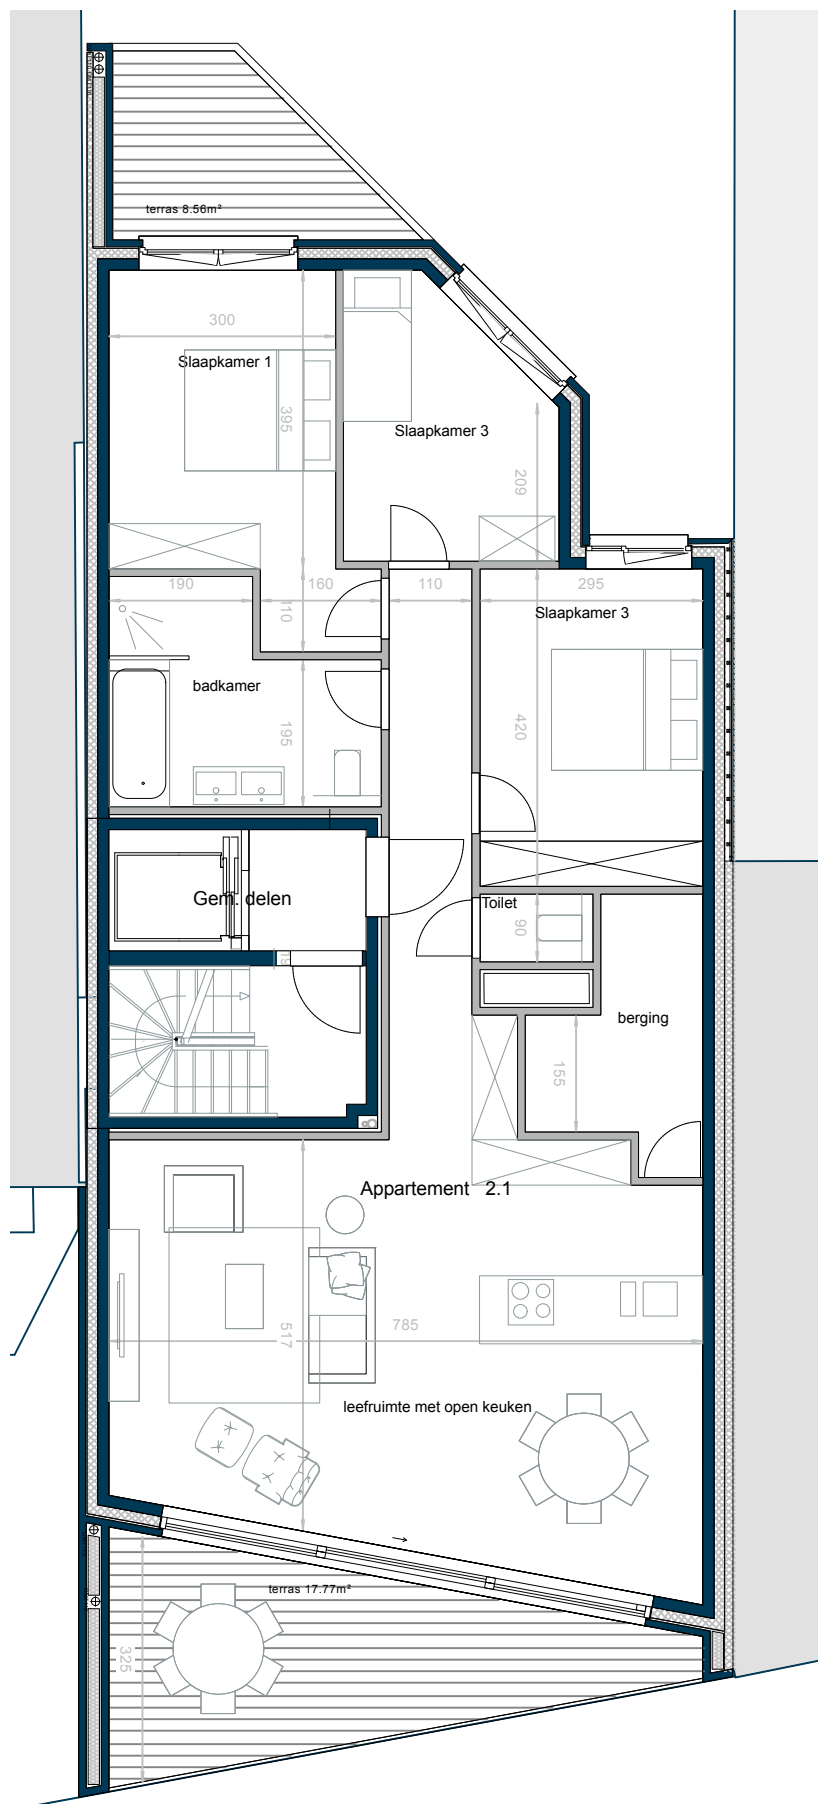 terras 8.56m²
300
Slaapkamer 1
395
Slaapkamer 3
209
190
160
110
110
295
Slaapkamer 3
badkamer
195
420
Gem. delen
Toilet
90
berging
155
Appartement 2.1
517
785
leefruimte met open keuken
terras 17.77m²
325